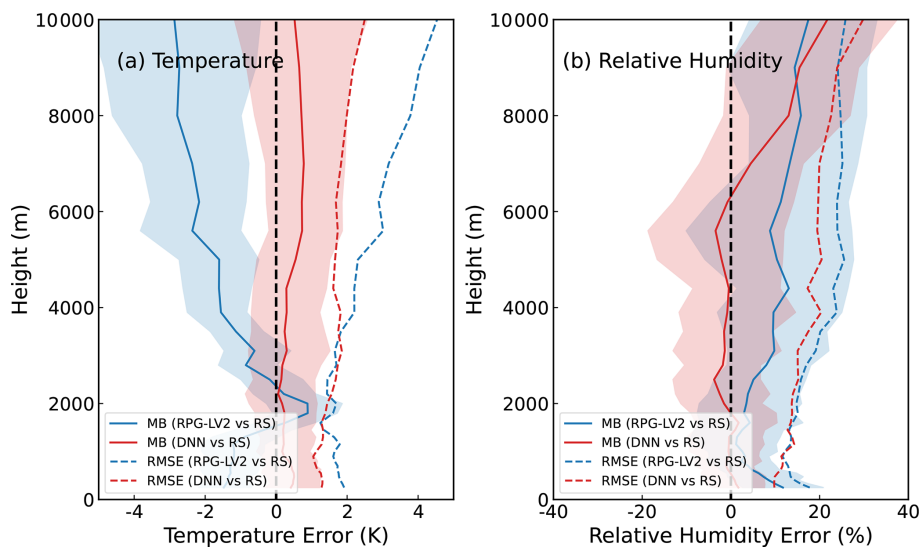 10000
8000
6000
4000
2000
0
Height (m)
(a) Temperature
MB (RPG-LV2 vs RS)
MB (DNN vs RS)
RMSE (RPG-LV2 vs RS)
RMSE (DNN vs RS)
-4 -2 0 2 4
Temperature Error (K)
10000
8000
6000
4000
2000
0
Height (m)
(b) Relative Humidity
MB (RPG-LV2 vs RS)
MB (DNN vs RS)
RMSE (RPG-LV2 vs RS)
RMSE (DNN vs RS)
-40 -20 0 20 40
Relative Humidity Error (%)